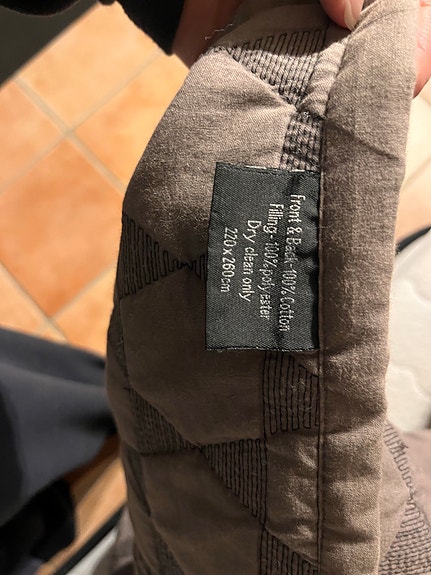 Front & Back-100% Cotton
Filling-100% polyester
Dry clean only
220x260cm